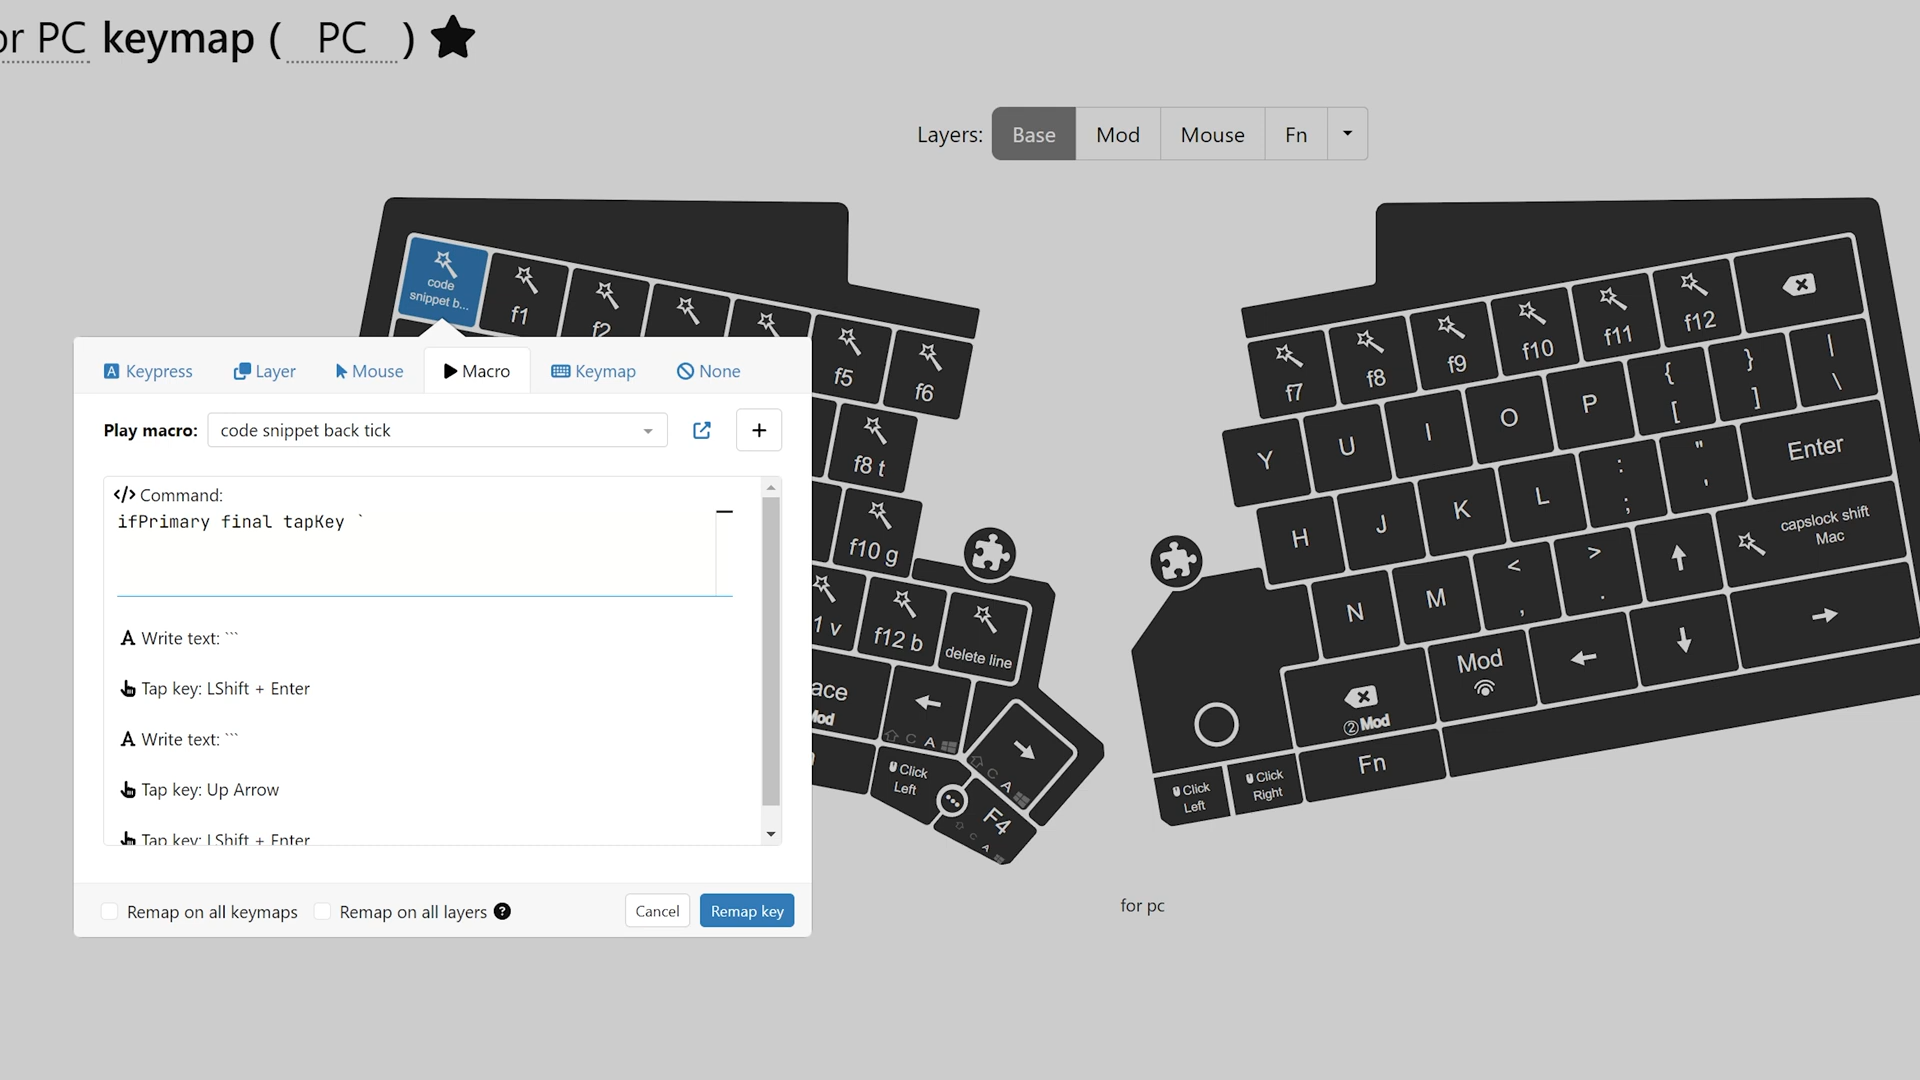 or PC keymap ( PC ) ★
Layers: Base Mod Mouse Fn
code
snippet b...
f1
f2
f5
f6
f7
f8
f9
f10
f11
f12
Keypress Layer Mouse Macro Keymap None
Play macro: code snippet back tick +
</> Command:
ifPrimary final tapKey `
A Write text: ```
Tap key: LShift + Enter
A Write text: ```
Tap key: Up Arrow
Tap key: LShift + Enter
Remap on all keymaps Remap on all layers ? Cancel Remap key
f8 t
f10 g
1 v
f12 b
delete line
ace
Mod
← 
C A
→
C A
Click
Left
F4
C A
Y U I O P { [ } ] | \
H J K L : ; " ' Enter
N M < , > . ↑ capslock shift
Mac
② Mod
Mod
← ↓ →
Click
Left
Click
Right
Fn
for pc